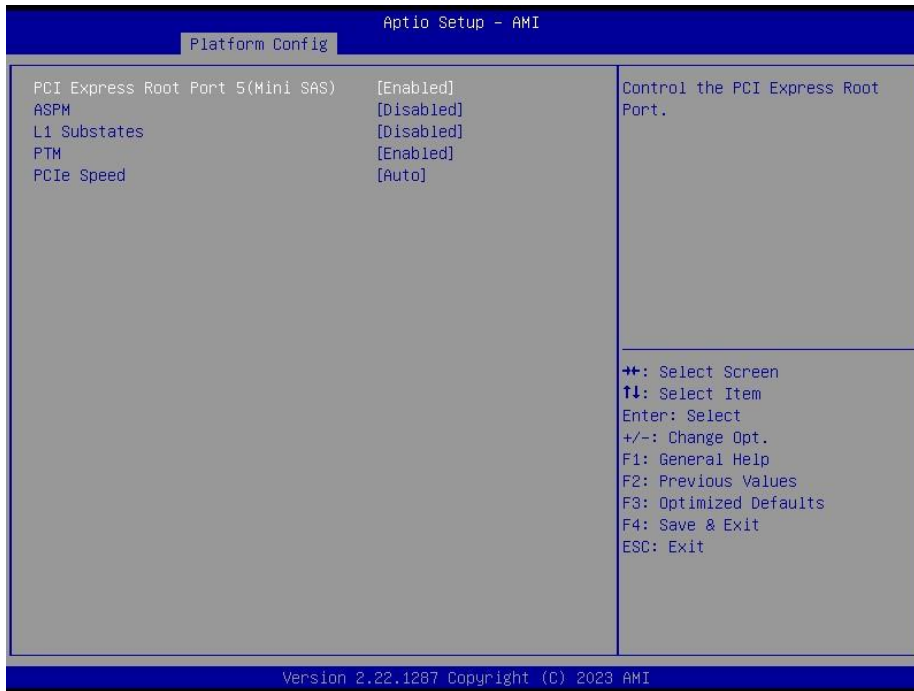 Aptio Setup - AMI
Platform Config
PCI Express Root Port 5(Mini SAS) [Enabled]
ASPM [Disabled]
L1 Substates [Disabled]
PTM [Enabled]
PCIe Speed [Auto]
Control the PCI Express Root
Port.
→←: Select Screen
↑↓: Select Item
Enter: Select
+/-: Change Opt.
F1: General Help
F2: Previous Values
F3: Optimized Defaults
F4: Save & Exit
ESC: Exit
Version 2.22.1287 Copyright (C) 2023 AMI